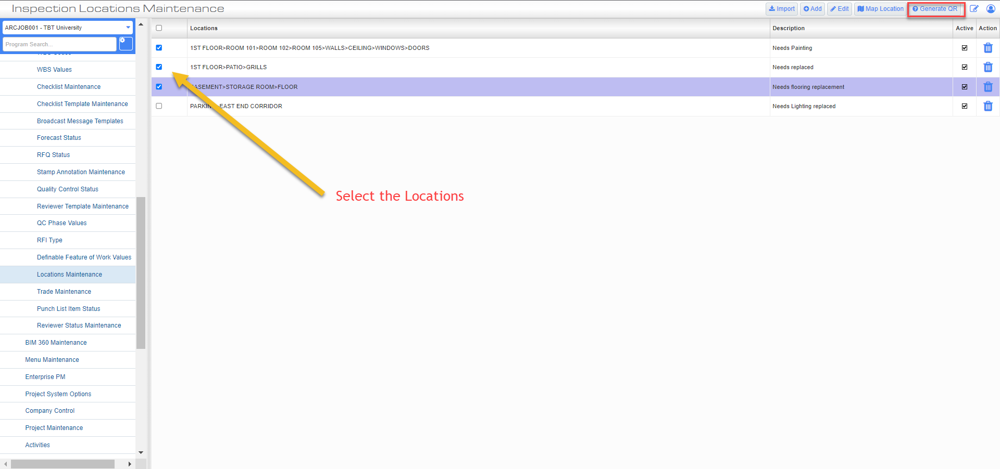 Inspection Locations Maintenance
Import
Add
Edit
Map Location
Generate QR
ARCJOB001 - TBT University
Program Search...
WBS Values
Checklist Maintenance
Checklist Template Maintenance
Broadcast Message Templates
Forecast Status
RFQ Status
Stamp Annotation Maintenance
Quality Control Status
Reviewer Template Maintenance
QC Phase Values
RFI Type
Definable Feature of Work Values
Locations Maintenance
Trade Maintenance
Punch List Item Status
Reviewer Status Maintenance
BIM 360 Maintenance
Menu Maintenance
Enterprise PM
Project System Options
Company Control
Project Maintenance
Activities
Locations
Description
Active
Action
1ST FLOOR>ROOM 101>ROOM 102>ROOM 105>WALLS>CEILING>WINDOWS>DOORS
Needs Painting
1ST FLOOR>PATIO>GRILLS
Needs replaced
ASEMENT>STORAGE ROOM>FLOOR
Needs flooring replacement
EAST END CORRIDOR
Needs Lighting replaced
Select the Locations